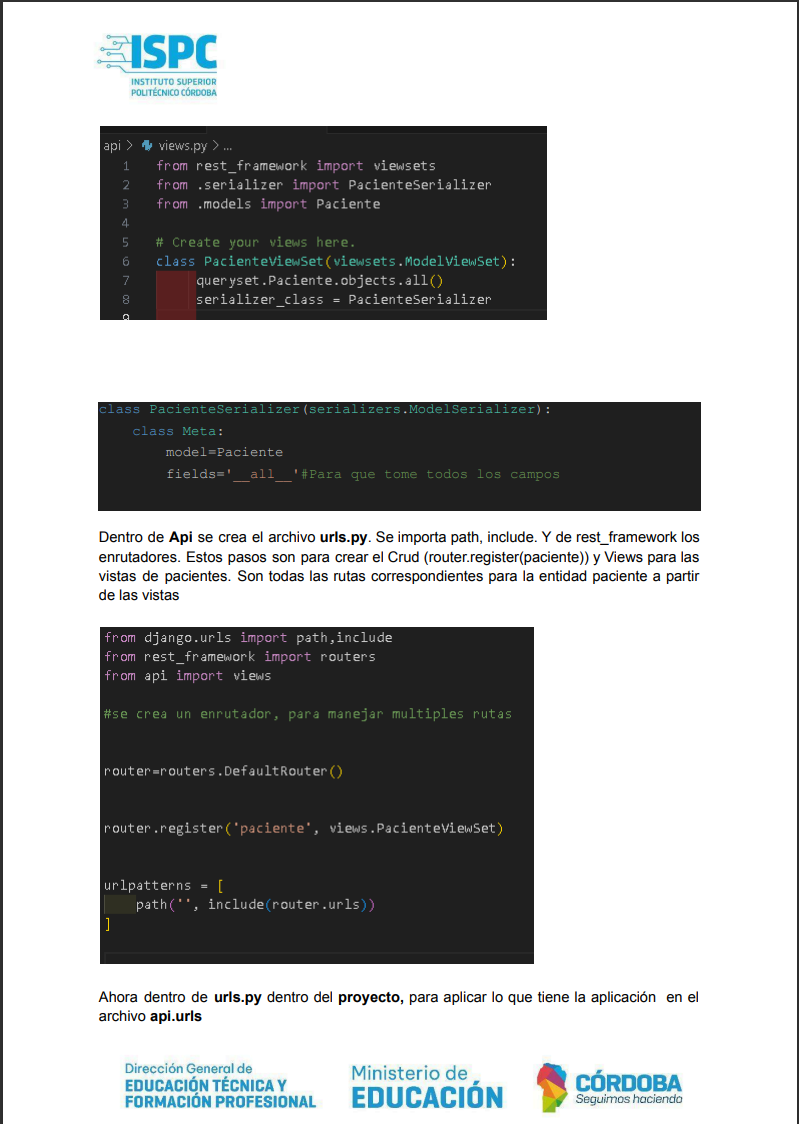 ISPC
INSTITUTO SUPERIOR
POLITÉCNICO CÓRDOBA
api > views.py > ...
1 from rest_framework import viewsets
2 from .serializer import PacienteSerializer
3 from .models import Paciente
4
5 # Create your views here.
6 class PacienteViewSet(viewsets.ModelViewSet):
7 queryset.Paciente.objects.all()
8 serializer_class = PacienteSerializer
9
class PacienteSerializer(serializers.ModelSerializer):
class Meta:
model=Paciente
fields='__all__'#Para que tome todos los campos
Dentro de Api se crea el archivo urls.py. Se importa path, include. Y de rest_framework los
enrutadores. Estos pasos son para crear el Crud (router.register(paciente)) y Views para las
vistas de pacientes. Son todas las rutas correspondientes para la entidad paciente a partir
de las vistas
from django.urls import path,include
from rest_framework import routers
from api import views
#se crea un enrutador, para manejar multiples rutas
router=routers.DefaultRouter()
router.register('paciente', views.PacienteViewSet)
urlpatterns = [
path('', include(router.urls))
]
Ahora dentro de urls.py dentro del proyecto, para aplicar lo que tiene la aplicación en el
archivo api.urls
Dirección General de
EDUCACIÓN TÉCNICA Y
FORMACIÓN PROFESIONAL
Ministerio de
EDUCACIÓN
CÓRDOBA
Seguimos haciendo